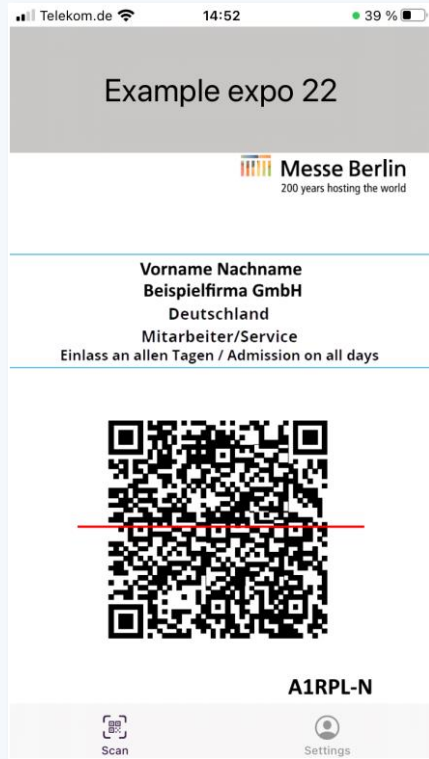 Telekom.de 14:52 39 %
Example expo 22
Messe Berlin
200 years hosting the world
Vorname Nachname
Beispielfirma GmbH
Deutschland
Mitarbeiter/Service
Einlass an allen Tagen / Admission on all days
A1RPL-N
Scan Settings